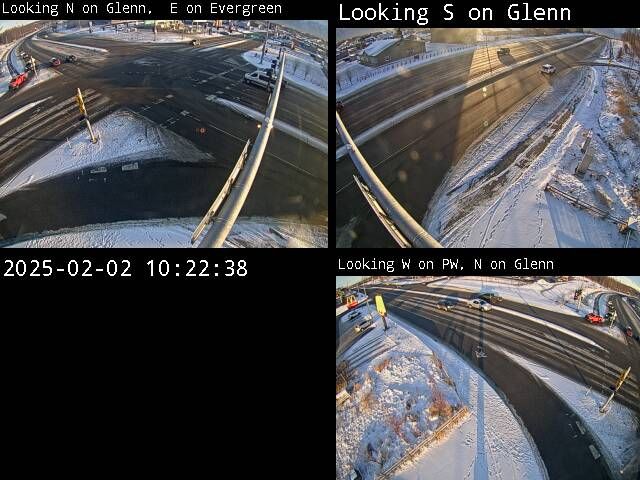 Looking N on Glenn,  E on Evergreen
Looking S on Glenn
2025-02-02 10:22:38
Looking W on PW, N on Glenn